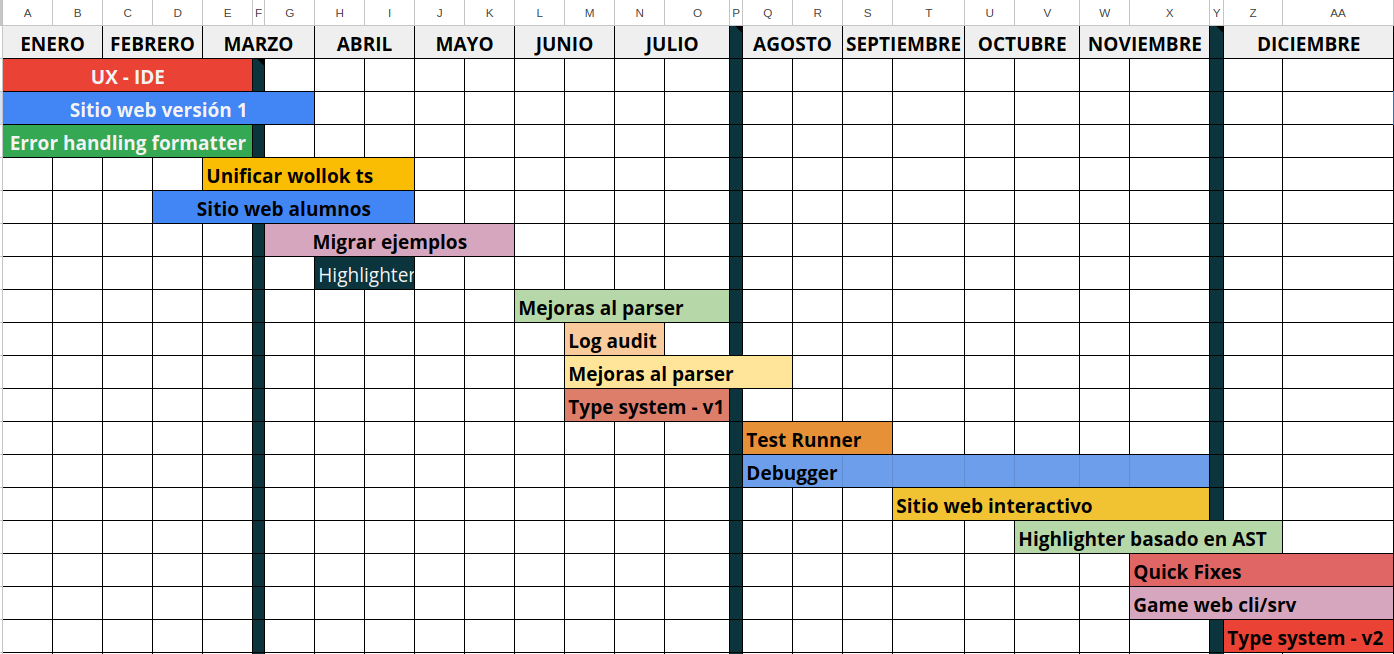 A B C D E F G H I J K L M N O P Q R S T U V W X Y Z AA
ENERO FEBRERO MARZO ABRIL MAYO JUNIO JULIO AGOSTO SEPTIEMBRE OCTUBRE NOVIEMBRE DICIEMBRE
UX - IDE
Sitio web versión 1
Error handling formatter
Unificar wollok ts
Sitio web alumnos
Migrar ejemplos
Highlighter
Mejoras al parser
Log audit
Mejoras al parser
Type system - v1
Test Runner
Debugger
Sitio web interactivo
Highlighter basado en AST
Quick Fixes
Game web cli/srv
Type system - v2